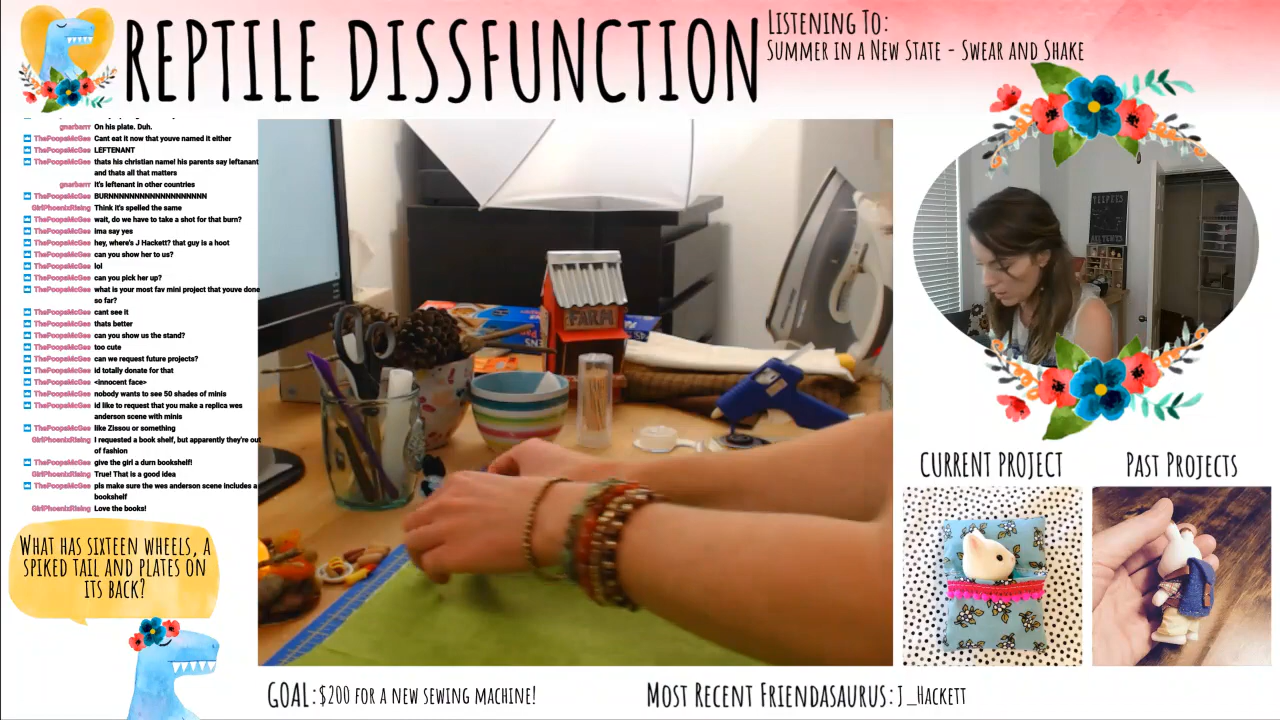 REPTILE DISSFUNCTION
LISTENING TO:
SUMMER IN A NEW STATE - SWEAR AND SHAKE
gnarbarrr On his plate. Duh.
ThePoopsMcGee Cant eat it now that youve named it either
ThePoopsMcGee LEFTENANT
ThePoopsMcGee thats his christian name! his parents say leftanant
and thats all that matters
gnarbarrr It's leftenant in other countries
ThePoopsMcGee BURNNNNNNNNNNNNNNNNNNN
GirlPhoenixRising Think it's spelled the same
ThePoopsMcGee wait, do we have to take a shot for that burn?
ThePoopsMcGee ima say yes
ThePoopsMcGee hey, where's J Hackett? that guy is a hoot
ThePoopsMcGee can you show her to us?
ThePoopsMcGee lol
ThePoopsMcGee can you pick her up?
ThePoopsMcGee what is your most fav mini project that youve done
so far?
ThePoopsMcGee cant see it
ThePoopsMcGee thats better
ThePoopsMcGee can you show us the stand?
ThePoopsMcGee too cute
ThePoopsMcGee can we request future projects?
ThePoopsMcGee id totally donate for that
ThePoopsMcGee <innocent face>
ThePoopsMcGee nobody wants to see 50 shades of minis
ThePoopsMcGee id like to request that you make a replica wes
anderson scene with minis
ThePoopsMcGee like Zissou or something
GirlPhoenixRising I requested a book shelf, but apparently they're out
of fashion
ThePoopsMcGee give the girl a durn bookshelf!
GirlPhoenixRising True! That is a good idea
ThePoopsMcGee pls make sure the wes anderson scene includes a
bookshelf
GirlPhoenixRising Love the books!
FARM
CURRENT PROJECT
PAST PROJECTS
WHAT HAS SIXTEEN WHEELS, A
SPIKED TAIL AND PLATES ON
ITS BACK?
GOAL: $200 FOR A NEW SEWING MACHINE!
MOST RECENT FRIENDASAURUS: J_HACKETT